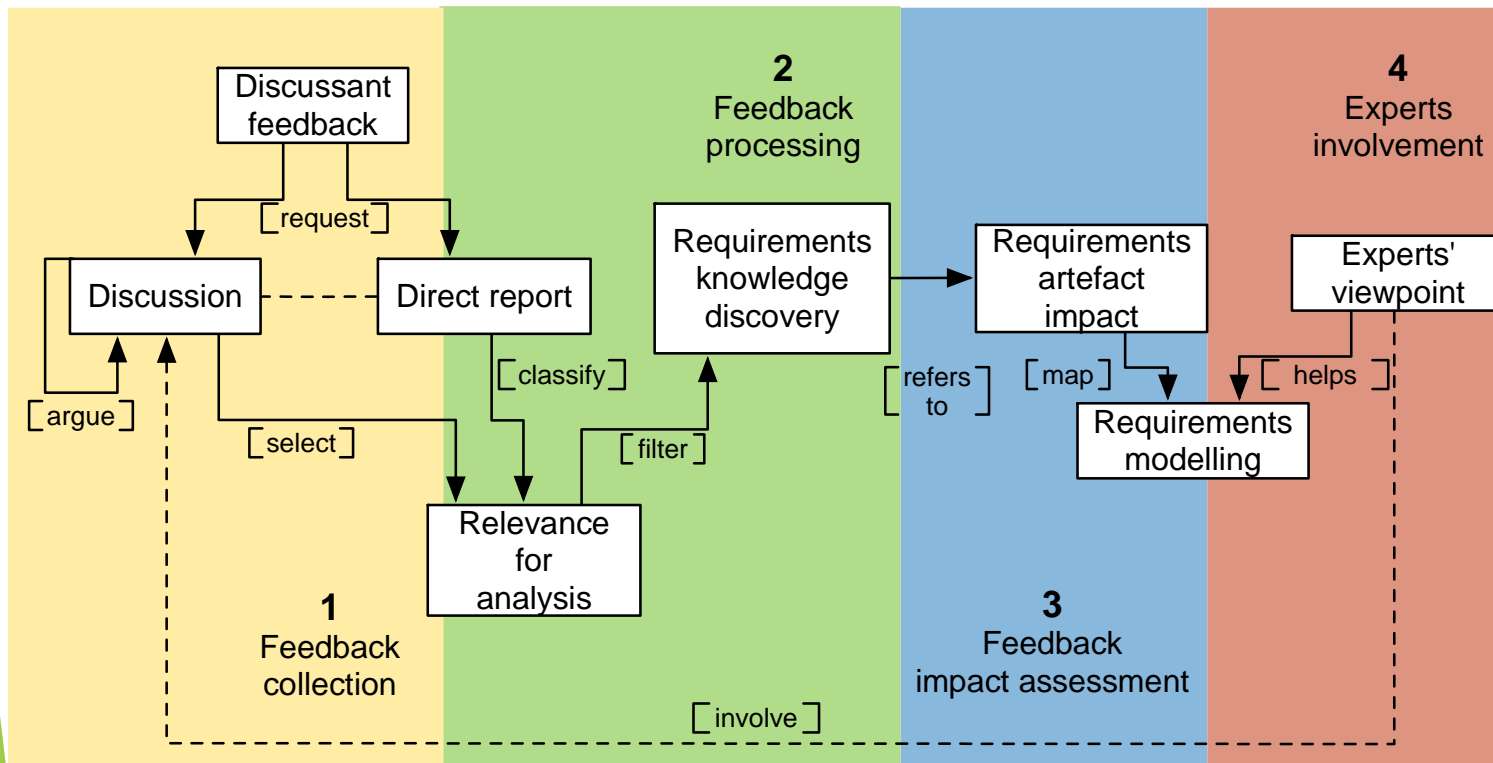 2
Feedback
processing
4
Experts
involvement
Discussant
feedback
[request]
Discussion
Direct report
Requirements
knowledge
discovery
Requirements
artefact
impact
Experts'
viewpoint
[argue]
[select]
[classify]
[filter]
[refers
to]
[map]
[helps]
Requirements
modelling
Relevance
for
analysis
1
Feedback
collection
3
Feedback
impact assessment
[involve]